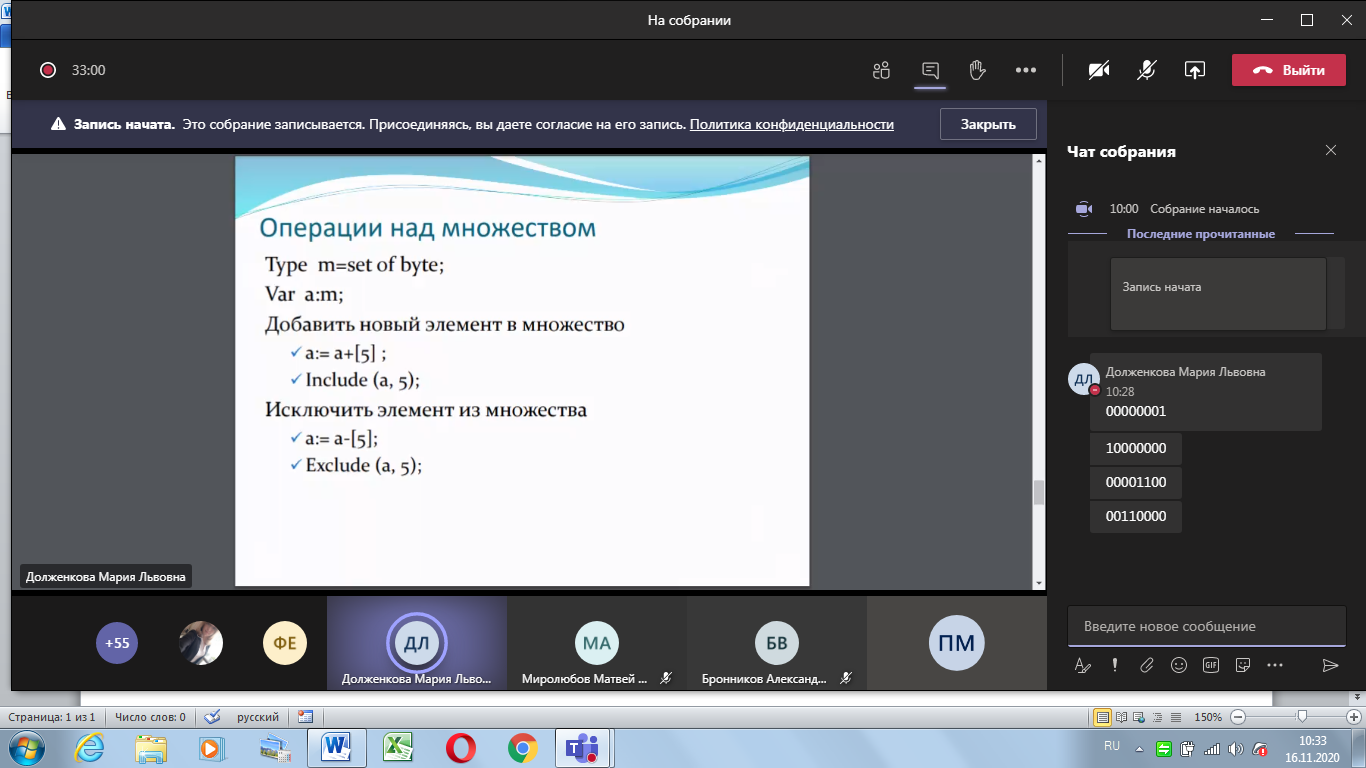 На собрании
33:00
Выйти
Запись начата. Это собрание записывается. Присоединяясь, вы даете согласие на его запись. Политика конфиденциальности
Закрыть
Операции над множеством
Type m=set of byte;
Var a:m;
Добавить новый элемент в множество
a:= a+[5] ;
Include (a, 5);
Исключить элемент из множества
a:= a-[5];
Exclude (a, 5);
Долженкова Мария Львовна
Чат собрания
10:00 Собрание началось
Последние прочитанные
Запись начата
ДЛ
Долженкова Мария Львовна
10:28
00000001
10000000
00001100
00110000
Введите новое сообщение
GIF
+55
ФЕ
ДЛ
МА
БВ
ПМ
Долженкова Мария Льво...
Миролюбов Матвей ...
Бронников Александ...
Страница: 1 из 1
Число слов: 0
русский
150%
RU
10:33
16.11.2020